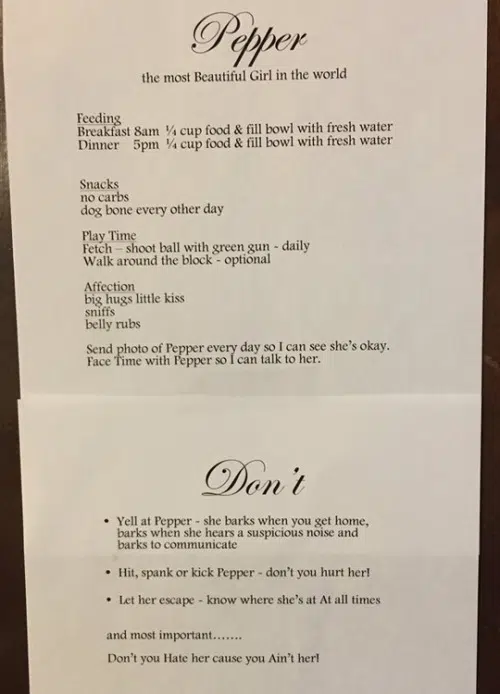 Pepper
the most Beautiful Girl in the world
Feeding
Breakfast 8am ¼ cup food & fill bowl with fresh water
Dinner 5pm ¼ cup food & fill bowl with fresh water
Snacks
no carbs
dog bone every other day
Play Time
Fetch – shoot ball with green gun - daily
Walk around the block - optional
Affection
big hugs little kiss
sniffs
belly rubs
Send photo of Pepper every day so I can see she's okay.
Face Time with Pepper so I can talk to her.
Don't
• Yell at Pepper - she barks when you get home,
barks when she hears a suspicious noise and
barks to communicate
• Hit, spank or kick Pepper - don't you hurt her!
• Let her escape - know where she's at At all times
and most important.......
Don't you Hate her cause you Ain't her!